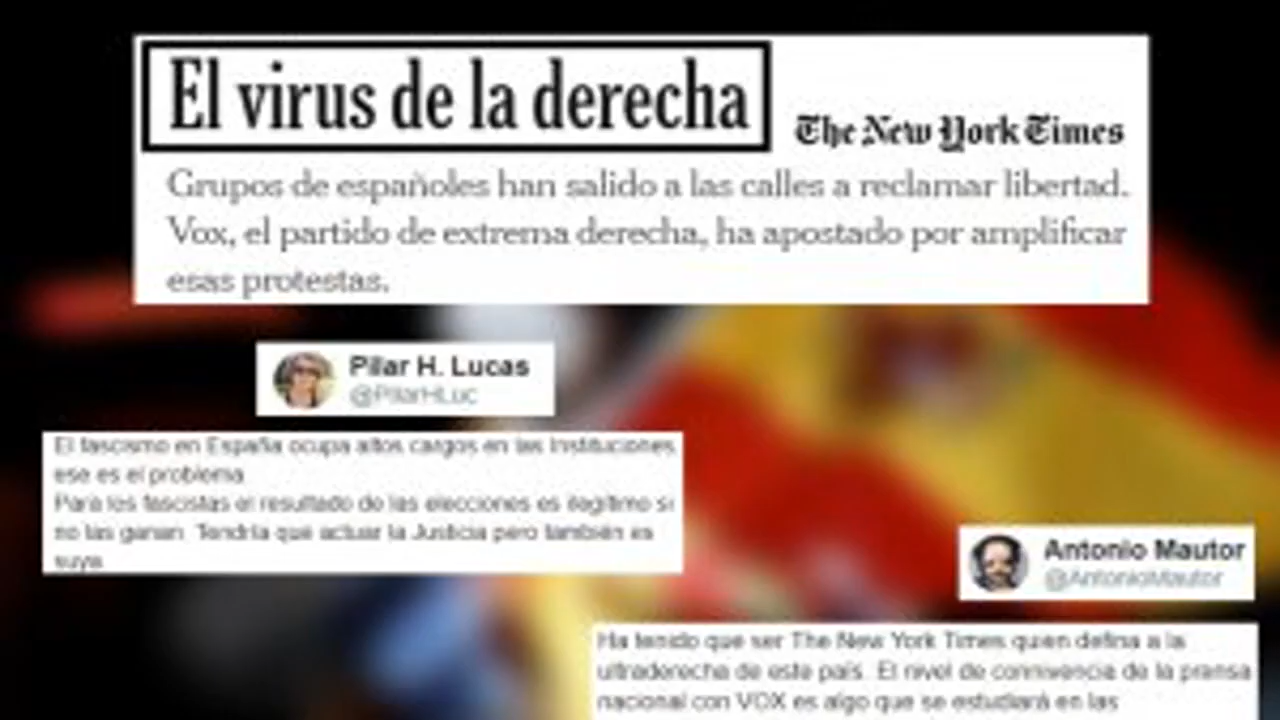 El virus de la derecha
The New York Times
Grupos de españoles han salido a las calles a reclamar libertad.
Vox, el partido de extrema derecha, ha apostado por amplificar
esas protestas.
Pilar H. Lucas
@PilarHLuc
El fascismo en España ocupa altos cargos en las Instituciones,
ese es el problema
Para los fascistas el resultado de las elecciones es ilegítimo si
no las ganan. Tendría que actuar la Justicia pero también es
suya
Antonio Mautor
@AntonioMautor
Ha tenido que ser The New York Times quien defina a la
ultraderecha de este país. El nivel de connivencia de la prensa
nacional con VOX es algo que se estudiará en las